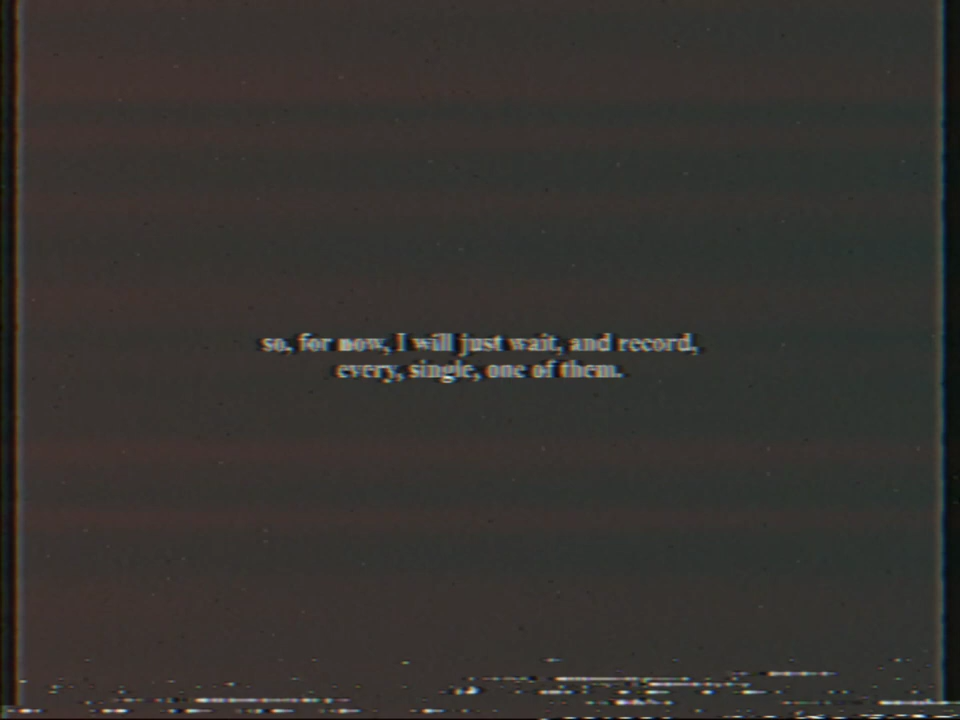 so, for now, I will just wait, and record,
every, single, one of them.